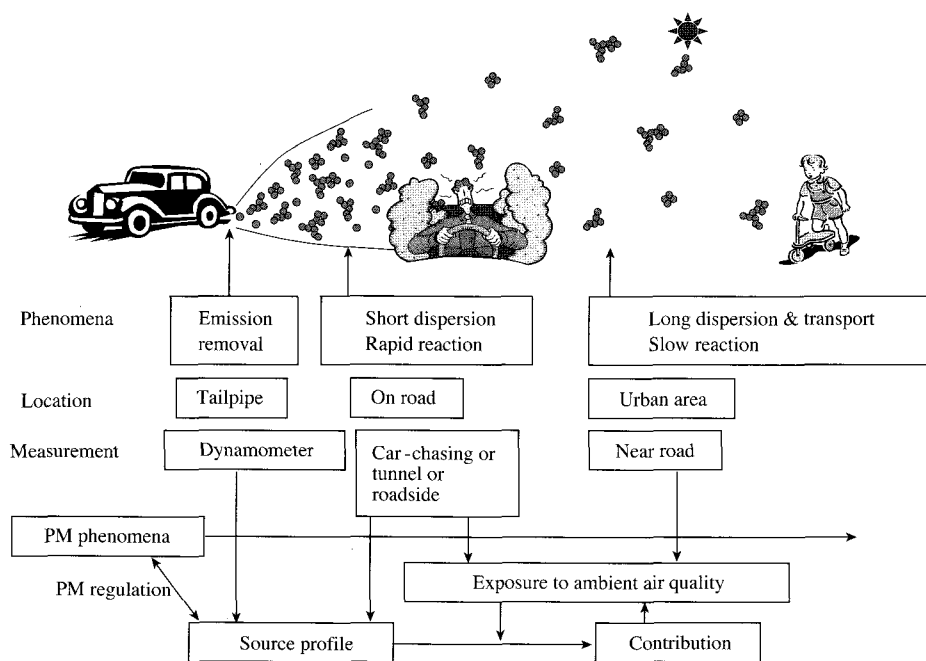 Phenomena
Emission
removal
Short dispersion
Rapid reaction
Long dispersion & transport
Slow reaction
Location
Tailpipe
On road
Urban area
Measurement
Dynamometer
Car-chasing or
tunnel or
roadside
Near road
PM phenomena
PM regulation
Exposure to ambient air quality
Source profile
Contribution